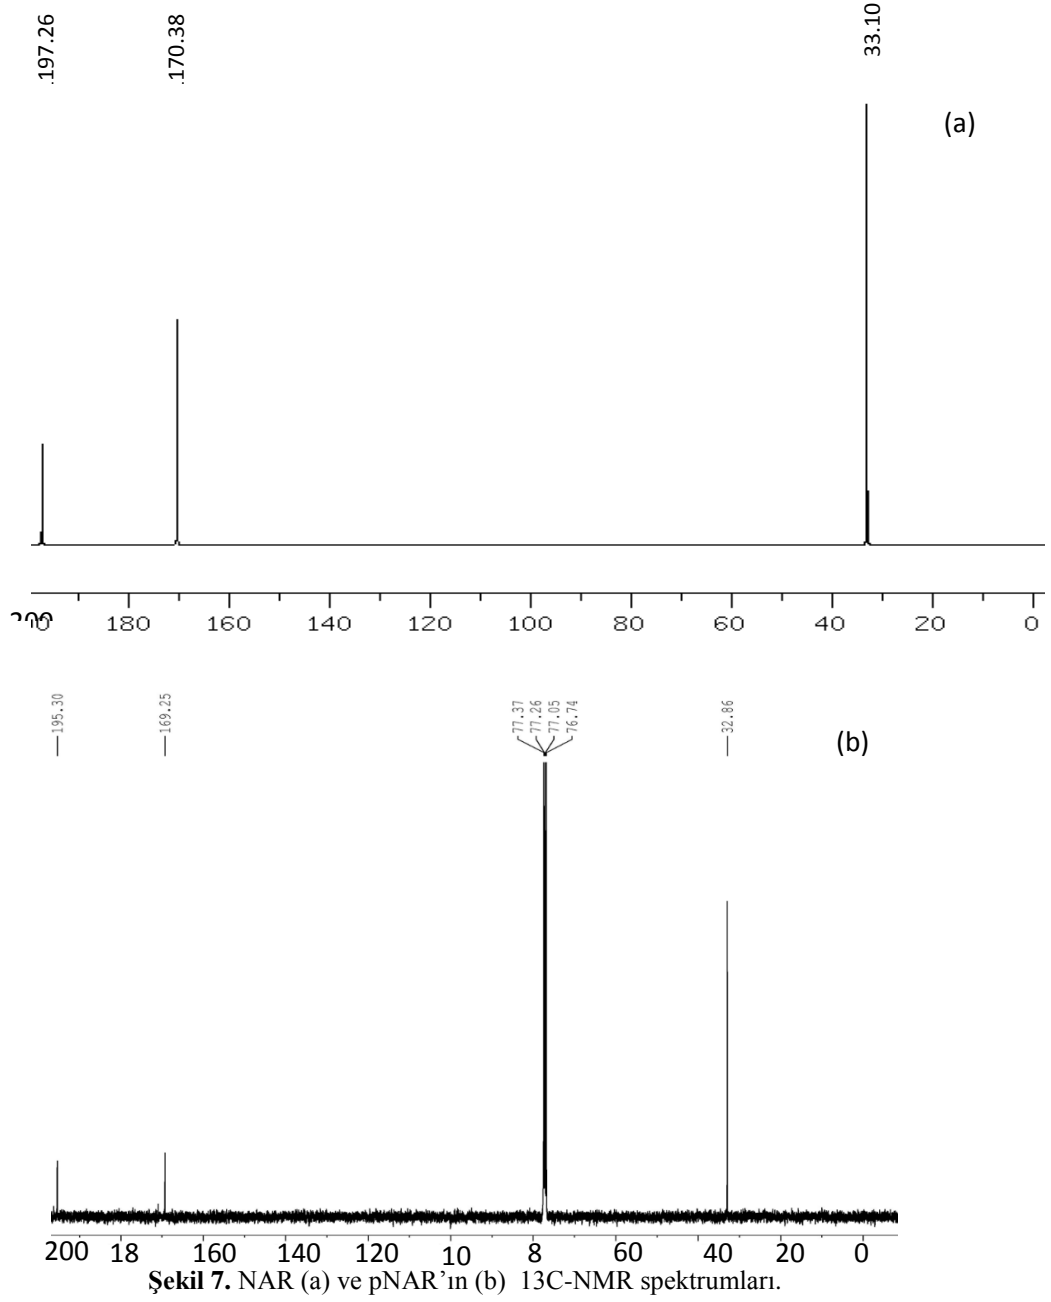 .197.26
.170.38
33.10
(a)
200 180 160 140 120 100 80 60 40 20 0
195.30
169.25
77.37
77.26
77.05
76.74
32.86
(b)
200 18 160 140 120 10 8 60 40 20 0
Şekil 7. NAR (a) ve pNAR’ın (b) 13C-NMR spektrumları.